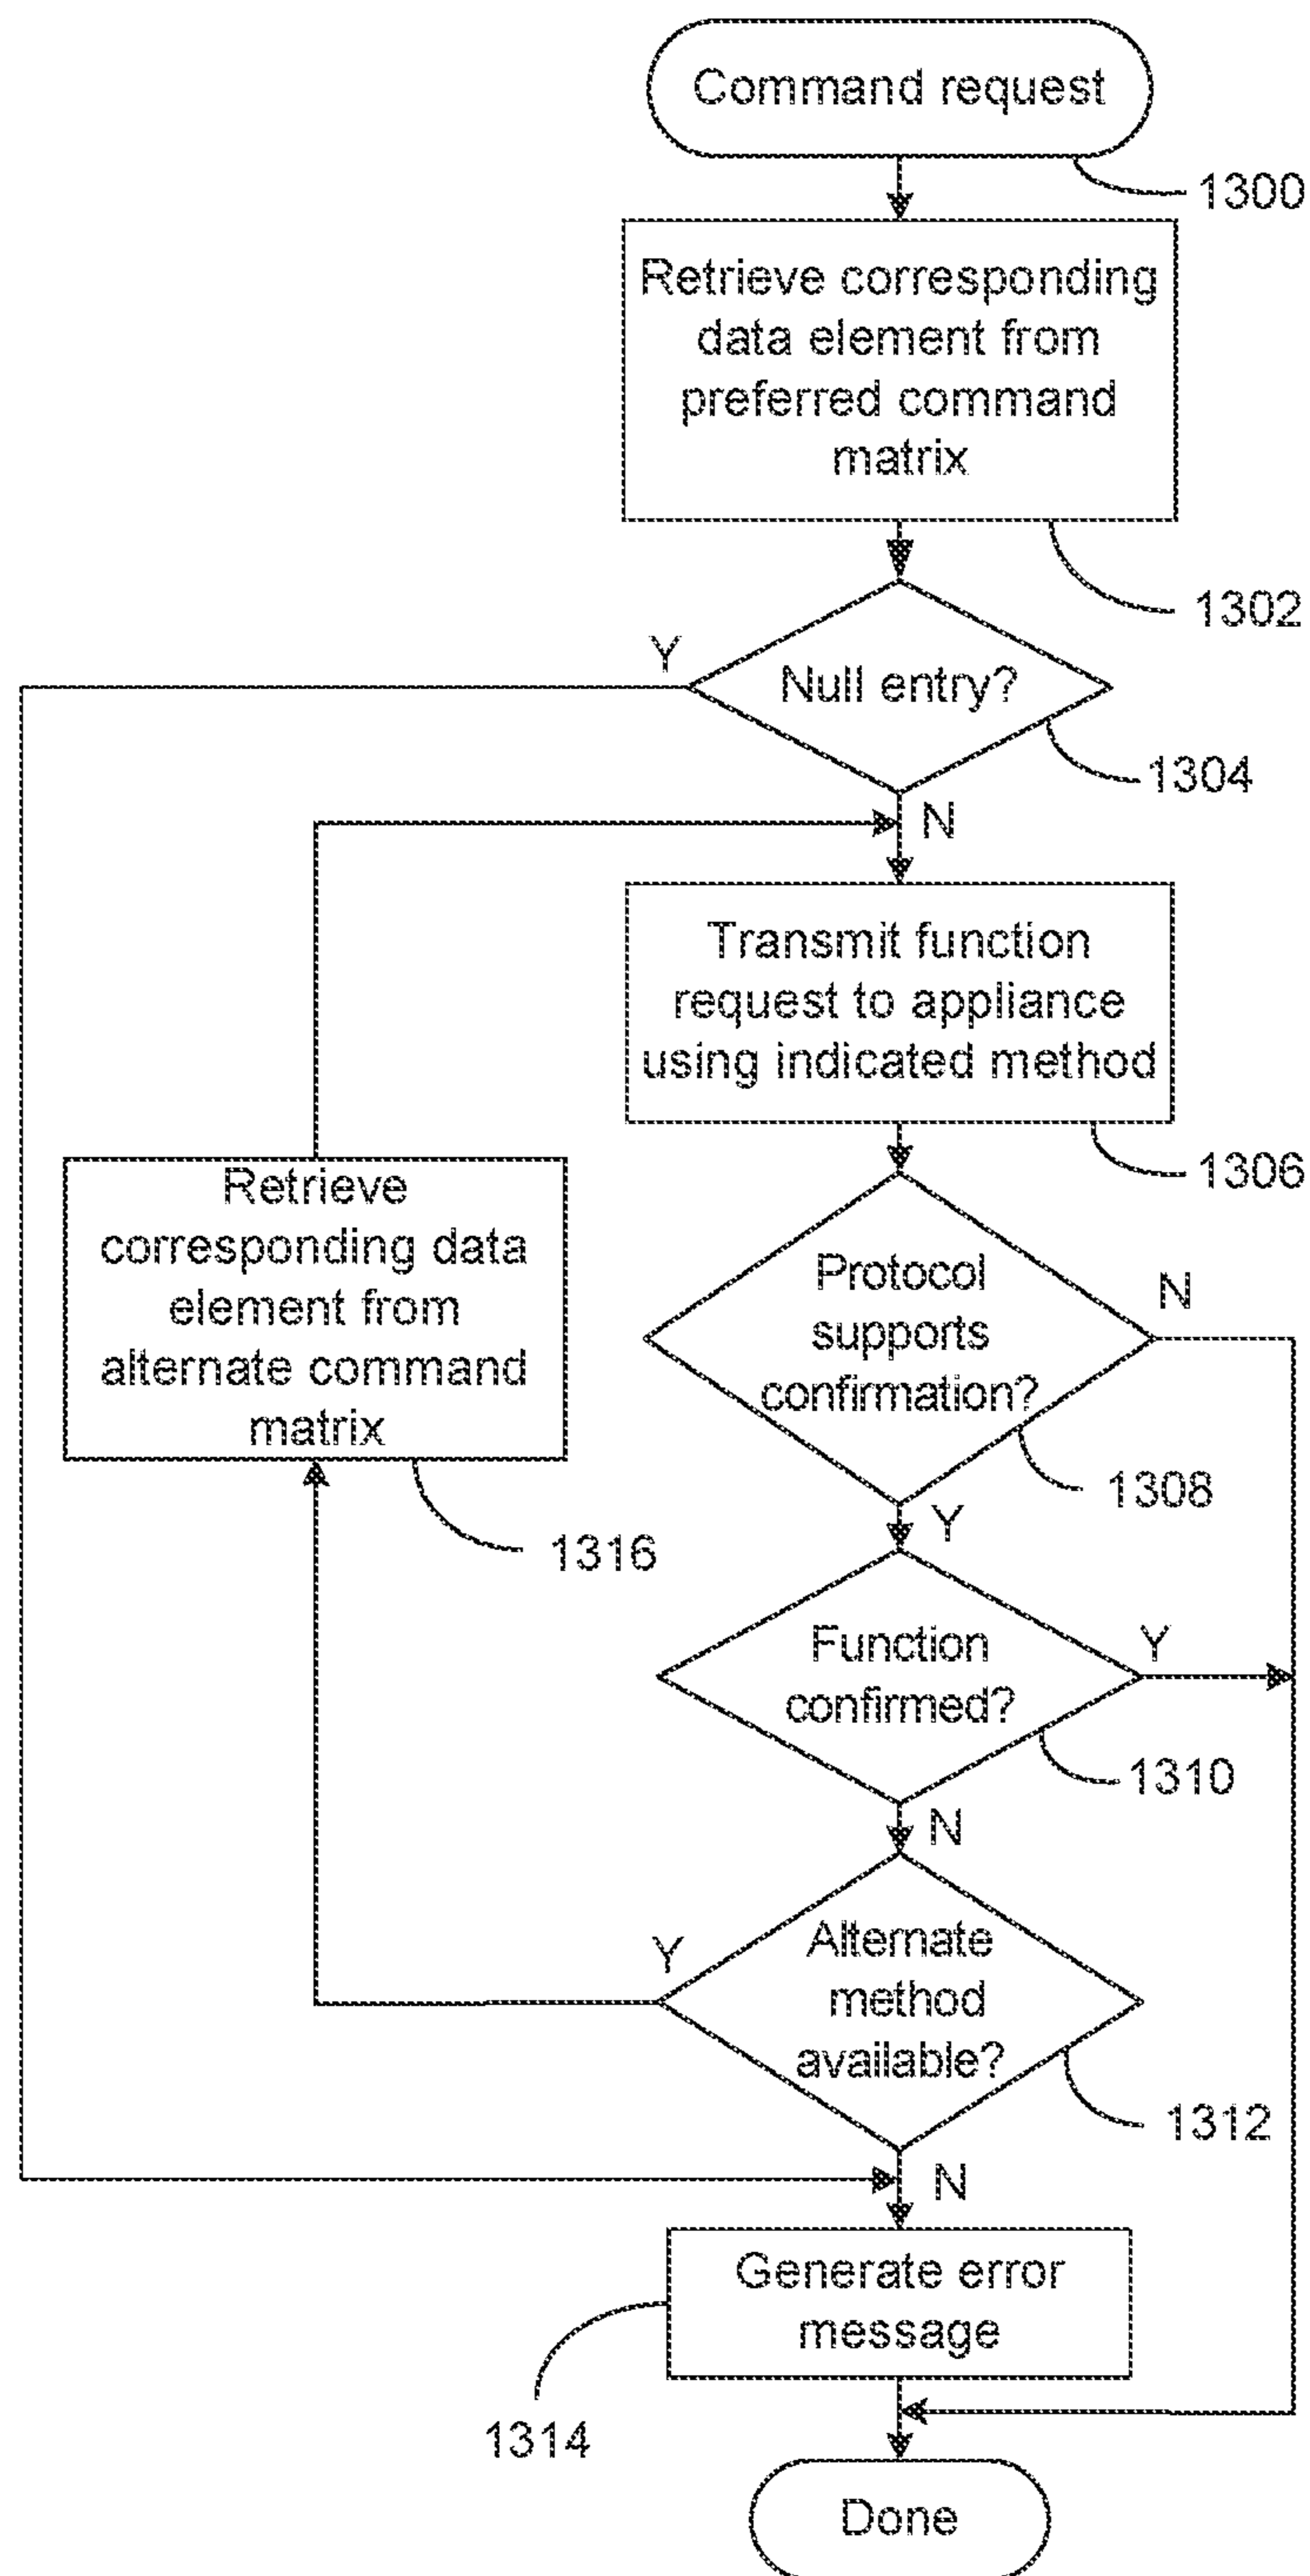 Command request
1300
Retrieve corresponding
data element from
preferred command
matrix
1302
Y
Null entry?
1304
N
Transmit function
request to appliance
using indicated method
1306
Retrieve
corresponding data
element from
alternate command
matrix
1316
Protocol
supports
confirmation?
N
1308
Y
Function
confirmed?
Y
1310
N
Y
Alternate
method
available?
1312
N
Generate error
message
1314
Done